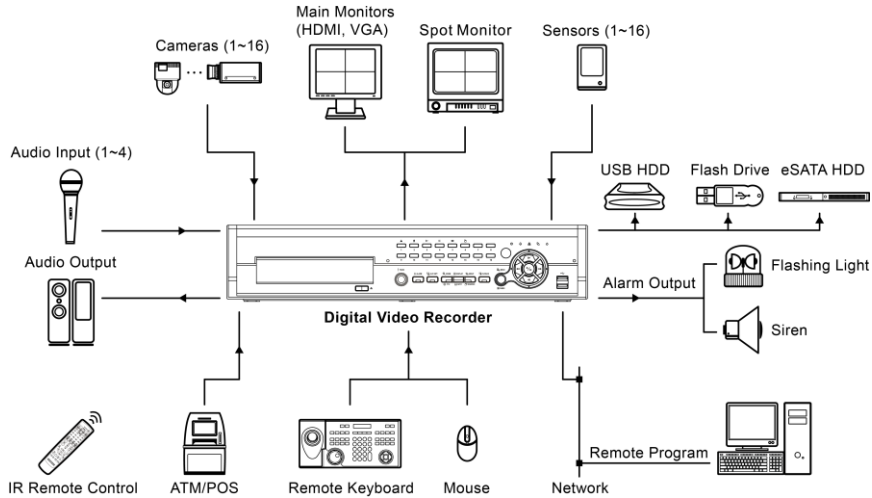 Main Monitors
(HDMI, VGA)
Spot Monitor
Sensors (1~16)
Cameras (1~16)
Audio Input (1~4)
USB HDD
Flash Drive
eSATA HDD
Audio Output
Alarm Output
Flashing Light
Digital Video Recorder
Siren
Remote Program
IR Remote Control
ATM/POS
Remote Keyboard
Mouse
Network